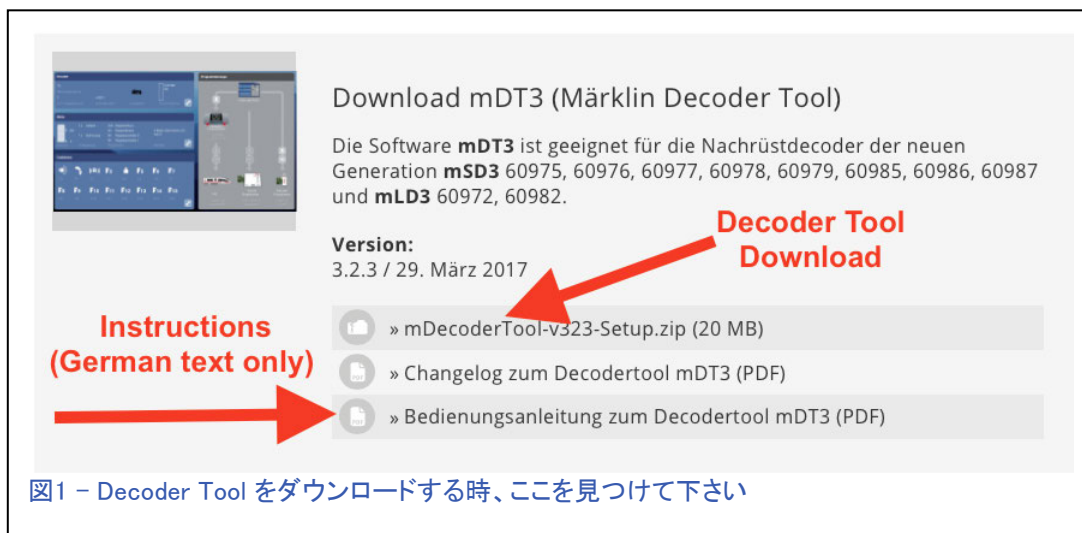 Download mDT3 (Märklin Decoder Tool)
Die Software mDT3 ist geeignet für die Nachrüstdecoder der neuen
Generation mSD3 60975, 60976, 60977, 60978, 60979, 60985, 60986, 60987
und mLD3 60972, 60982.
Decoder Tool
Download
Version:
3.2.3 / 29. März 2017
Instructions
(German text only)
» mDecoderTool-v323-Setup.zip (20 MB)
» Changelog zum Decodertool mDT3 (PDF)
» Bedienungsanleitung zum Decodertool mDT3 (PDF)
図1 – Decoder Tool をダウンロードする時、ここを見つけて下さい